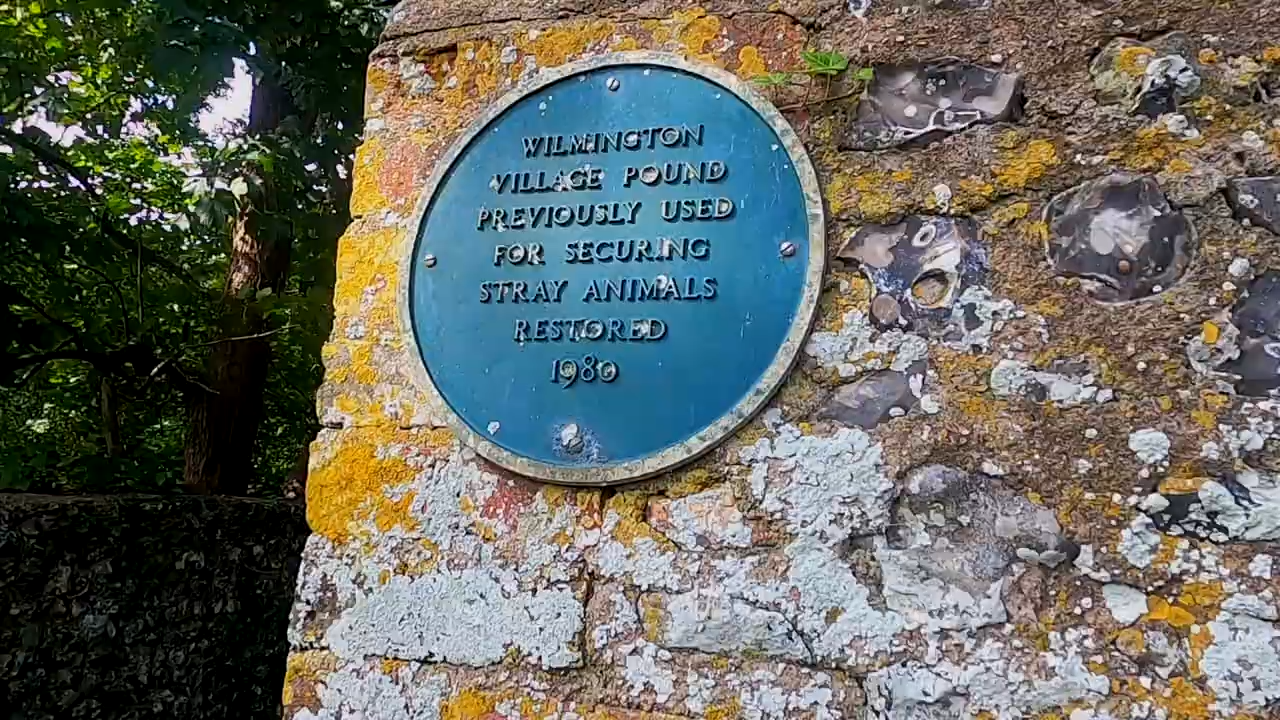 WILMINGTON
VILLAGE POUND
PREVIOUSLY USED
FOR SECURING
STRAY ANIMALS
RESTORED
1980